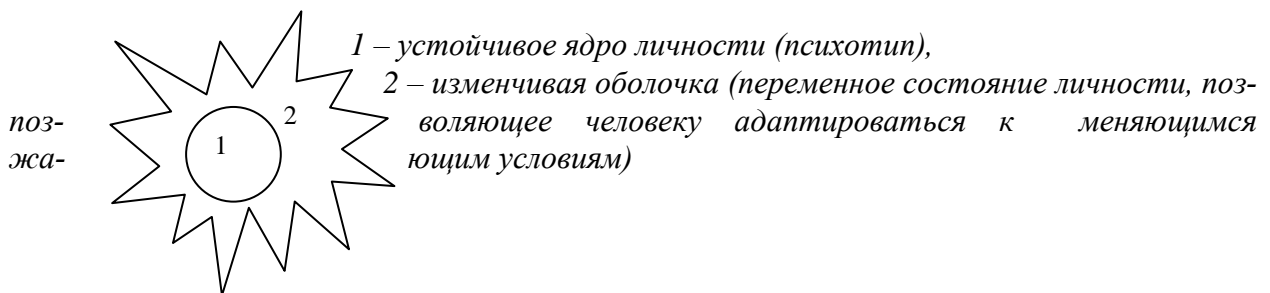 1 – устойчивое ядро личности (психотип),
2 – изменчивая оболочка (переменное состояние личности, поз-
поз- воляющее человеку адаптироваться к меняющимся
жа- ющим условиям)
2
1